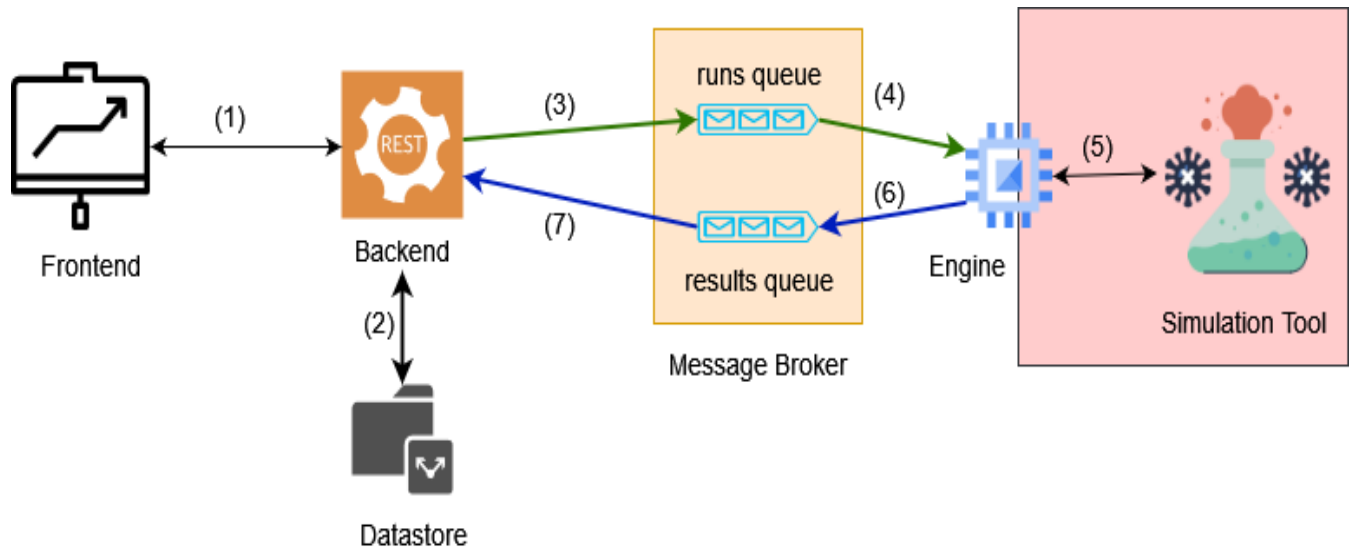 runs queue
(1)
(3)
(4)
REST
(5)
(7)
(6)
Frontend
Backend
results queue
Engine
Simulation Tool
(2)
Message Broker
Datastore